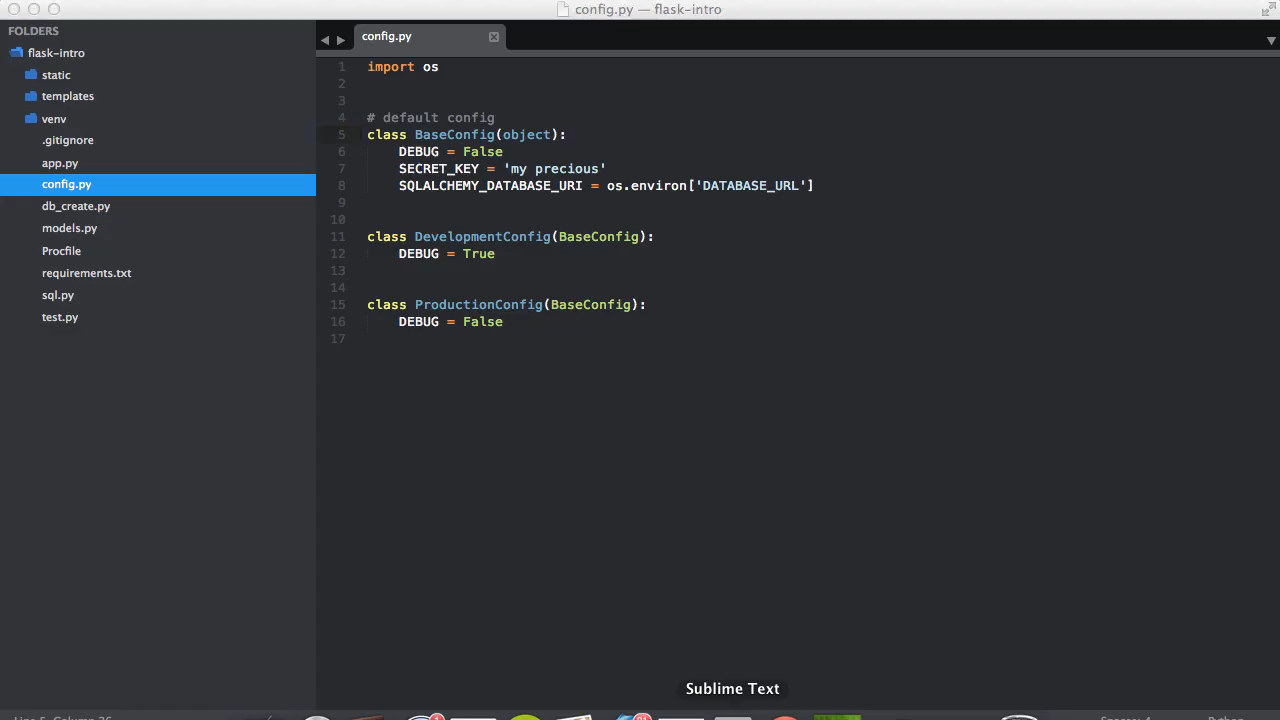 config.py — flask-intro
FOLDERS
flask-intro
static
templates
venv
.gitignore
app.py
config.py
db_create.py
models.py
Procfile
requirements.txt
sql.py
test.py
config.py
1 import os
2
3
4 # default config
5 class BaseConfig(object):
6     DEBUG = False
7     SECRET_KEY = 'my precious'
8     SQLALCHEMY_DATABASE_URI = os.environ['DATABASE_URL']
9
10
11 class DevelopmentConfig(BaseConfig):
12     DEBUG = True
13
14
15 class ProductionConfig(BaseConfig):
16     DEBUG = False
17
Sublime Text